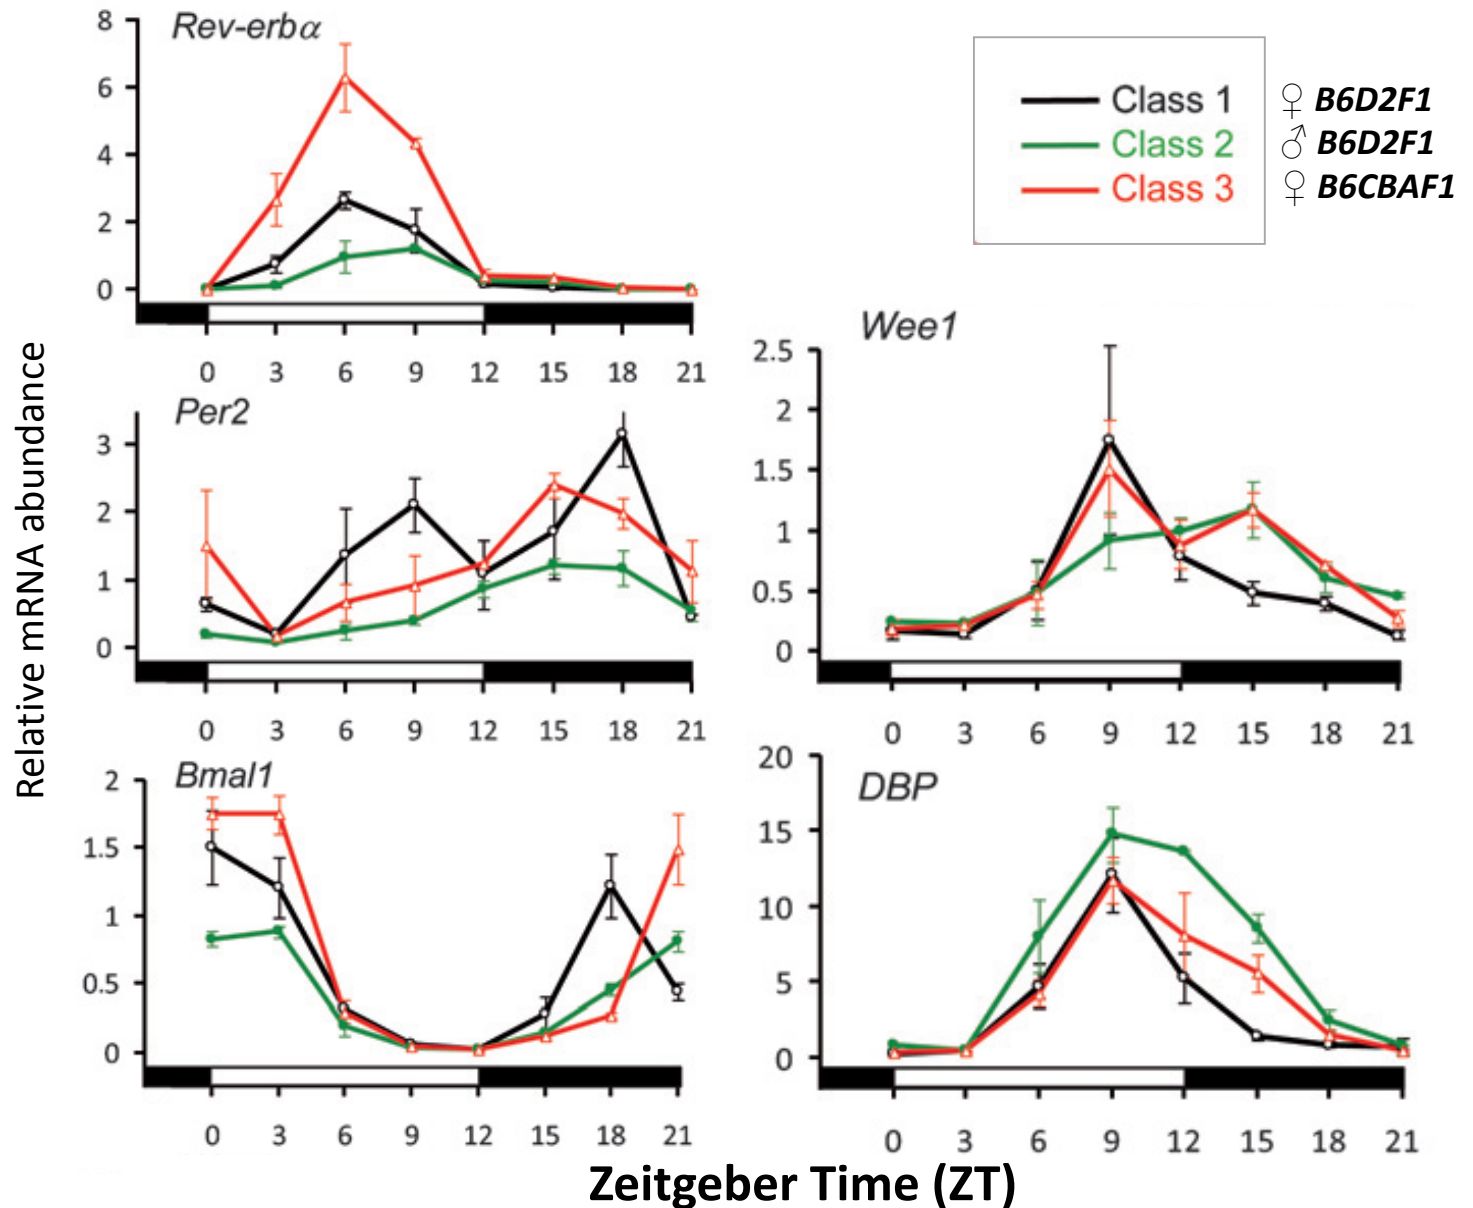 Rev-erbα
8
6
4
2
0
0 3 6 9 12 15 18 21
Class 1 ♀ B6D2F1
Class 2 ♂ B6D2F1
Class 3 ♀ B6CBAF1
Relative mRNA abundance
Per2
3
2
1
0
0 3 6 9 12 15 18 21
Wee1
2.5
2
1.5
1
0.5
0
0 3 6 9 12 15 18 21
Bmal1
2
1.5
1
0.5
0
0 3 6 9 12 15 18 21
DBP
20
15
10
5
0
0 3 6 9 12 15 18 21
Zeitgeber Time (ZT)